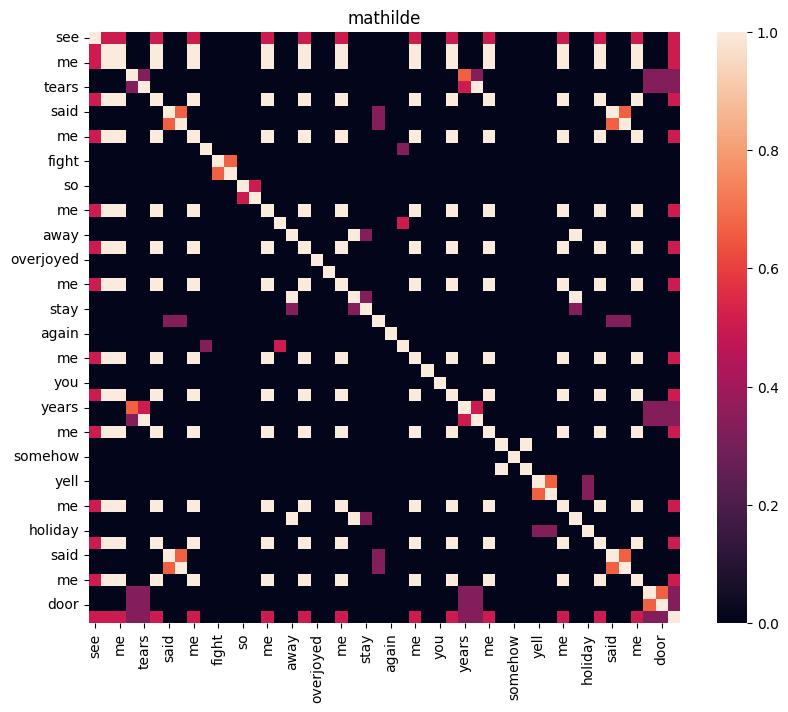 mathilde
see
me
tears
said
me
fight
so
me
away
overjoyed
me
stay
again
me
you
years
me
somehow
yell
me
holiday
said
me
door
see
me
tears
said
me
fight
so
me
away
overjoyed
me
stay
again
me
you
years
me
somehow
yell
me
holiday
said
me
door
1.0
0.8
0.6
0.4
0.2
0.0